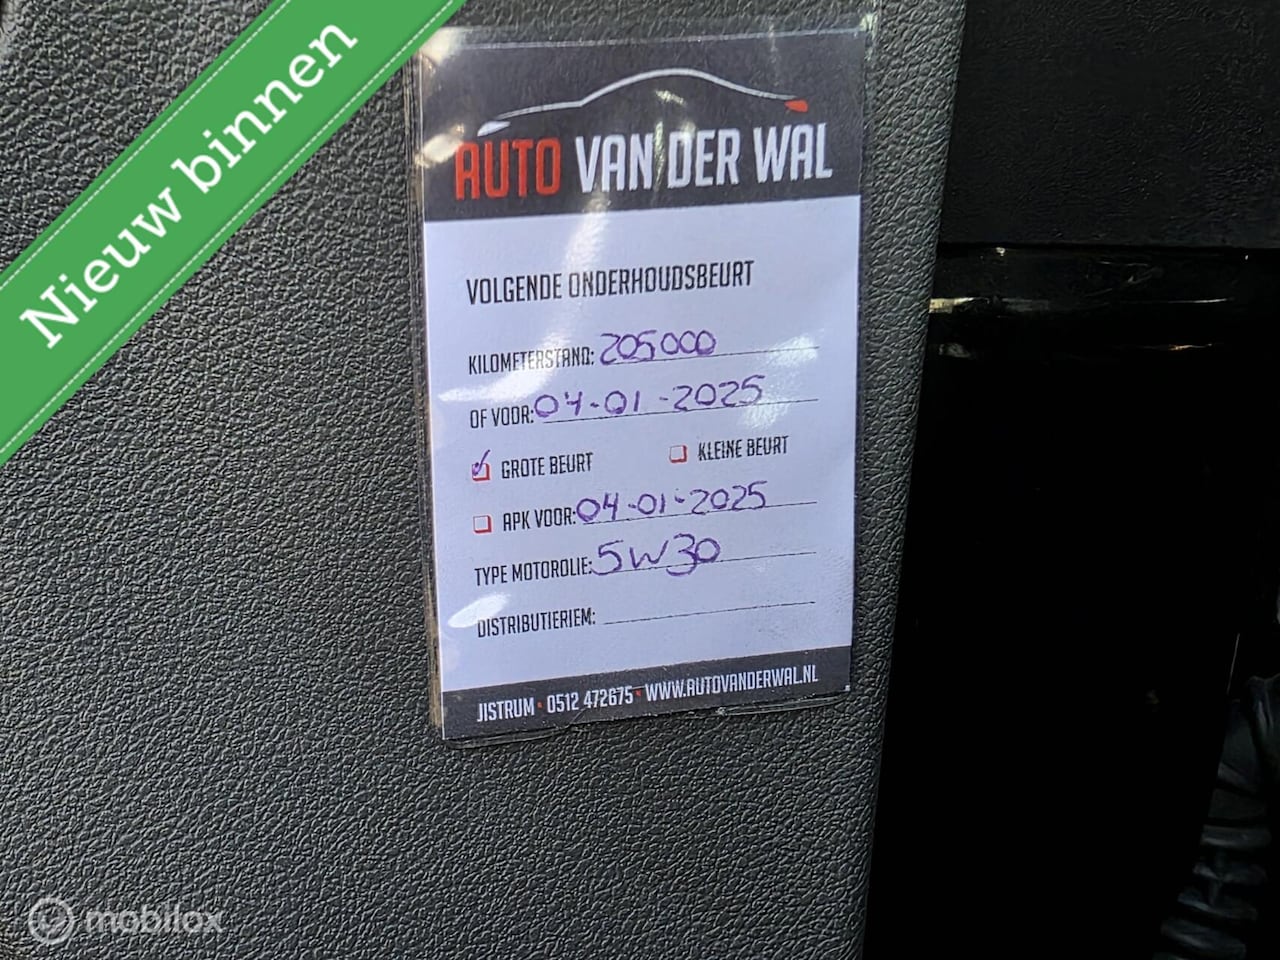 Nieuw binnen
AUTO VAN DER WAL
VOLGENDE ONDERHOUDSBEURT
KILOMETERSTAND: 205000
OF VOOR: 04-01-2025
GROTE BEURT KLEINE BEURT
APK VOOR: 04-01-2025
TYPE MOTOROLIE: 5W30
DISTRIBUTIERIEM:
JISTRUM • 0512 472675 • WWW.AUTOVANDERWAL.NL
mobilox